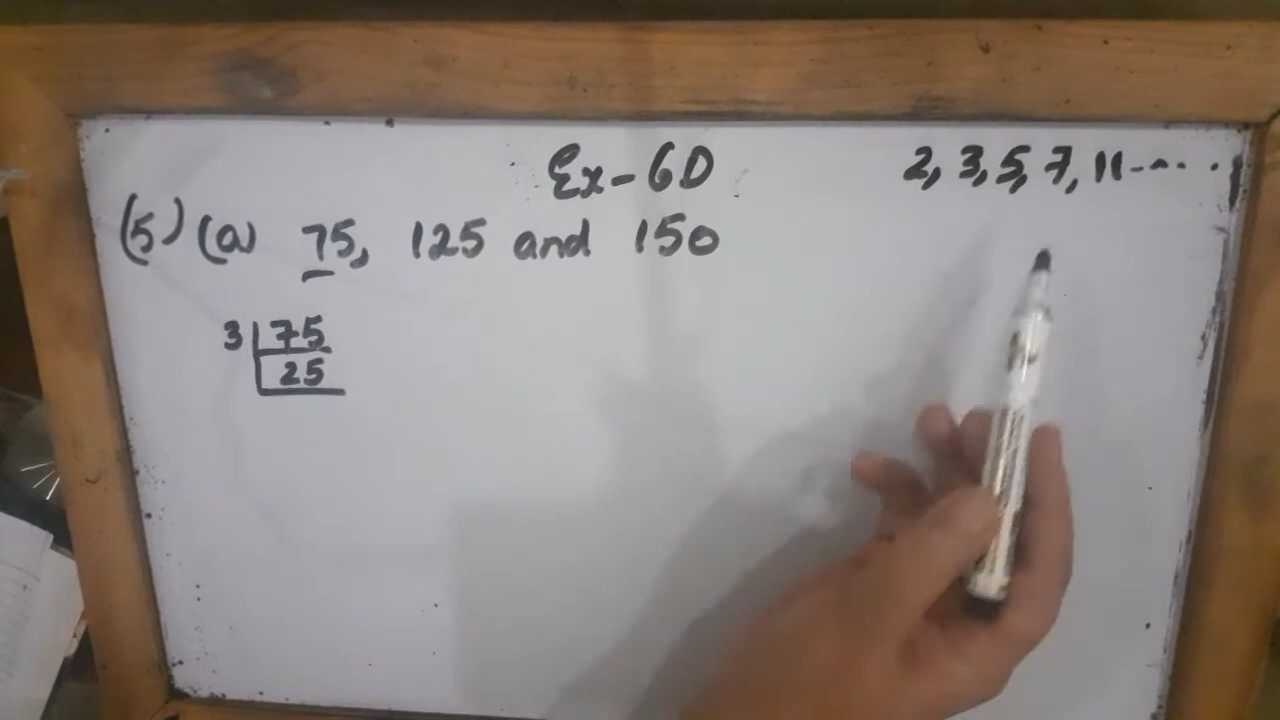 Ex-6D
2, 3, 5, 7, 11-....
(5) (a) 75, 125 and 150
3 75
25